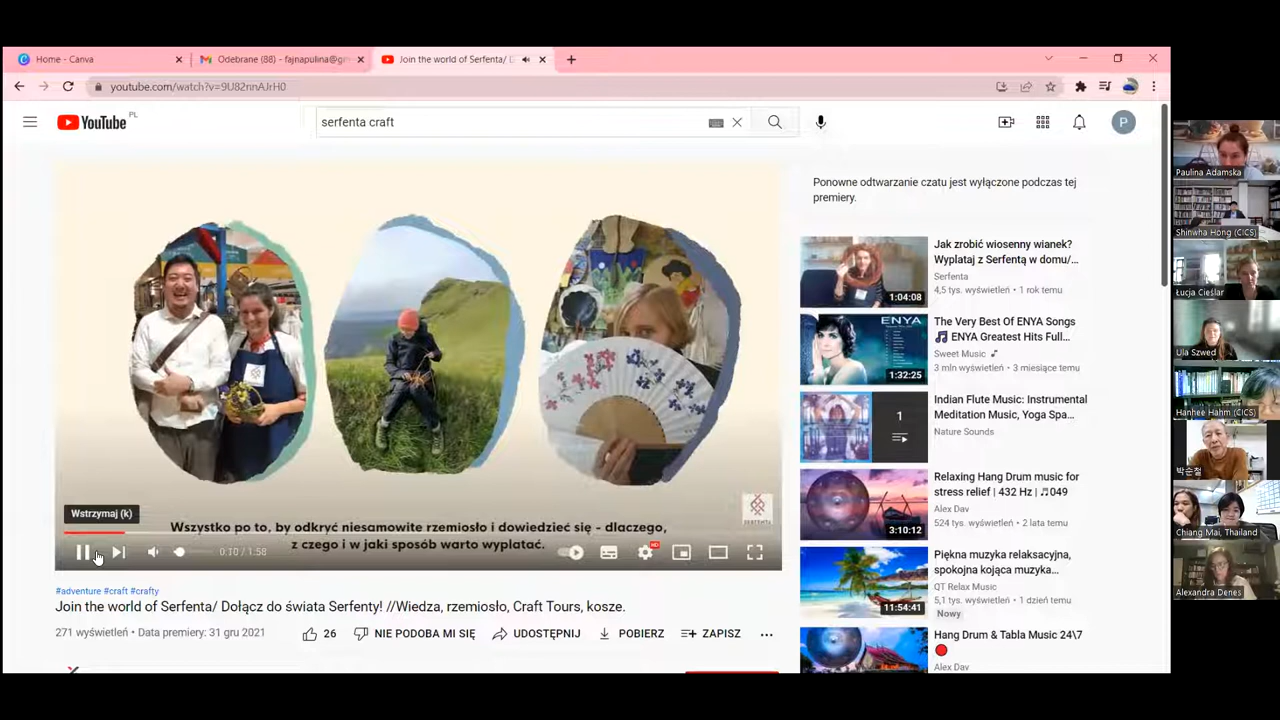 Home - Canva
Odebrane (88) - fajnapulina@gm
Join the world of Serfenta/ D
youtube.com/watch?v=9U82nnAJrH0
YouTube PL
serfenta craft
P
Ponowne odtwarzanie czatu jest wyłączone podczas tej
premiery.
Wstrzymaj (k)
Wszystko po to, by odkryć niesamowite rzemiosło i dowiedzieć się - dlaczego,
z czego i w jaki sposób warto wyplatać.
SERFENTA
0:10 / 1:58
HD
#adventure #craft #crafty
Join the world of Serfenta/ Dołącz do świata Serfenty! //Wiedza, rzemiosło, Craft Tours, kosze.
271 wyświetleń • Data premiery: 31 gru 2021
26
NIE PODOBA MI SIĘ
UDOSTĘPNIJ
POBIERZ
ZAPISZ
1:04:08
Jak zrobić wiosenny wianek?
Wyplataj z Serfentą w domu/...
Serfenta
4,5 tys. wyświetleń • 1 rok temu
ENYA
1:32:25
The Very Best Of ENYA Songs
ENYA Greatest Hits Full...
Sweet Music
3 mln wyświetleń • 3 miesiące temu
1
Indian Flute Music: Instrumental
Meditation Music, Yoga Spa...
Nature Sounds
3:10:12
Relaxing Hang Drum music for
stress relief | 432 Hz | ♫049
Alex Dav
524 tys. wyświetleń • 2 lata temu
11:54:41
Piękna muzyka relaksacyjna,
spokojna kojąca muzyka...
QT Relax Music
5,1 tys. wyświetleń • 1 dzień temu
Nowy
Hang Drum & Tabla Music 24\7
Alex Dav
Paulina Adamska
Shinwha Hong (CICS)
Łucja Cieślar
Ula Szwed
Hanhee Hahm (CICS)
박순철
Chiang Mai, Thailand
Alexandra Denes